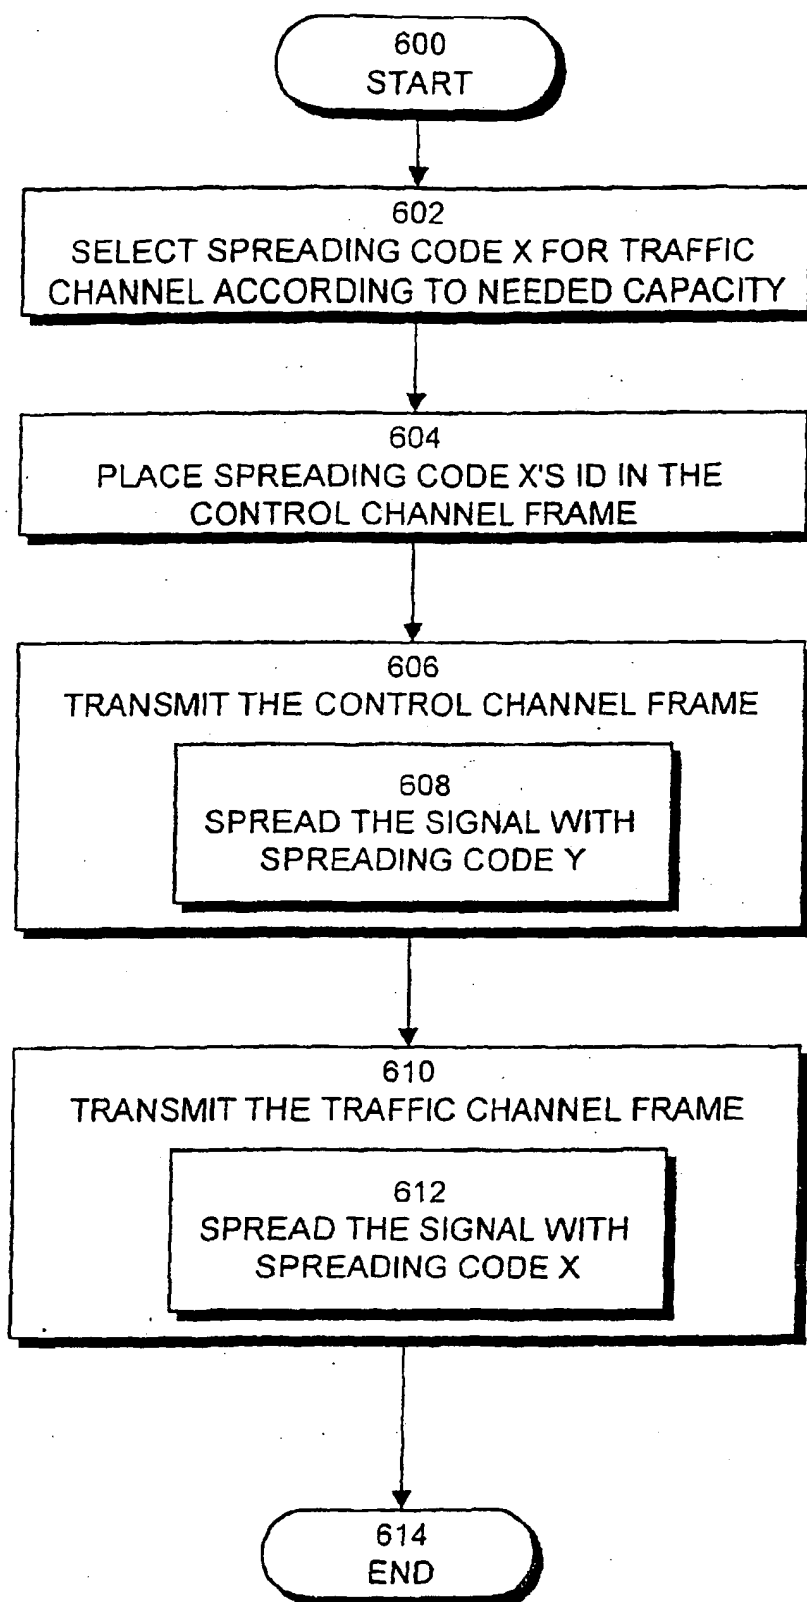 600
START
602
SELECT SPREADING CODE X FOR TRAFFIC
CHANNEL ACCORDING TO NEEDED CAPACITY
604
PLACE SPREADING CODE X'S ID IN THE
CONTROL CHANNEL FRAME
606
TRANSMIT THE CONTROL CHANNEL FRAME
608
SPREAD THE SIGNAL WITH
SPREADING CODE Y
610
TRANSMIT THE TRAFFIC CHANNEL FRAME
612
SPREAD THE SIGNAL WITH
SPREADING CODE X
614
END